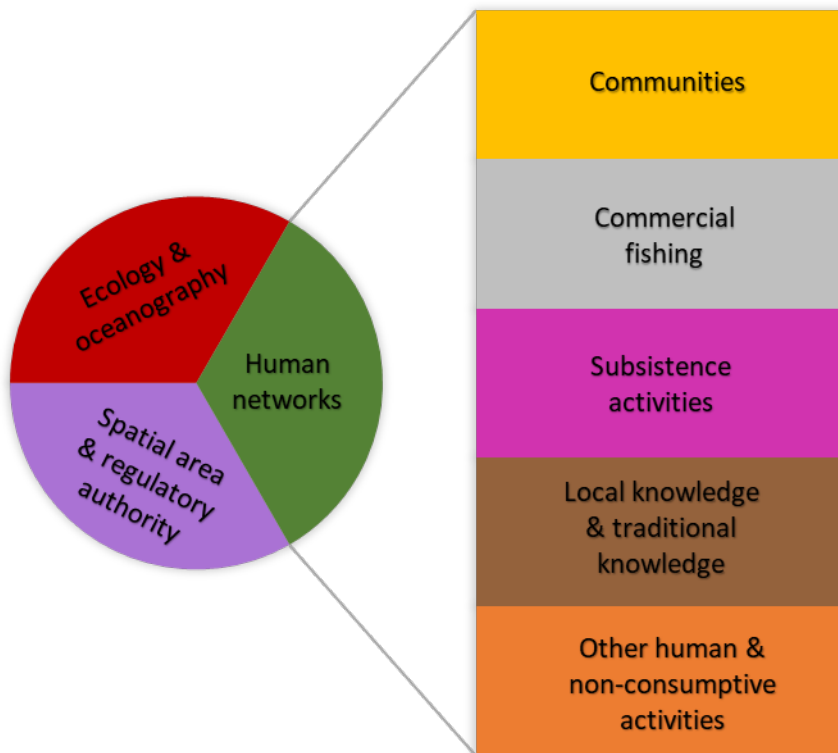 Ecology &
oceanography
Human
networks
Spatial area
& regulatory
authority
Communities
Commercial
fishing
Subsistence
activities
Local knowledge
& traditional
knowledge
Other human &
non-consumptive
activities